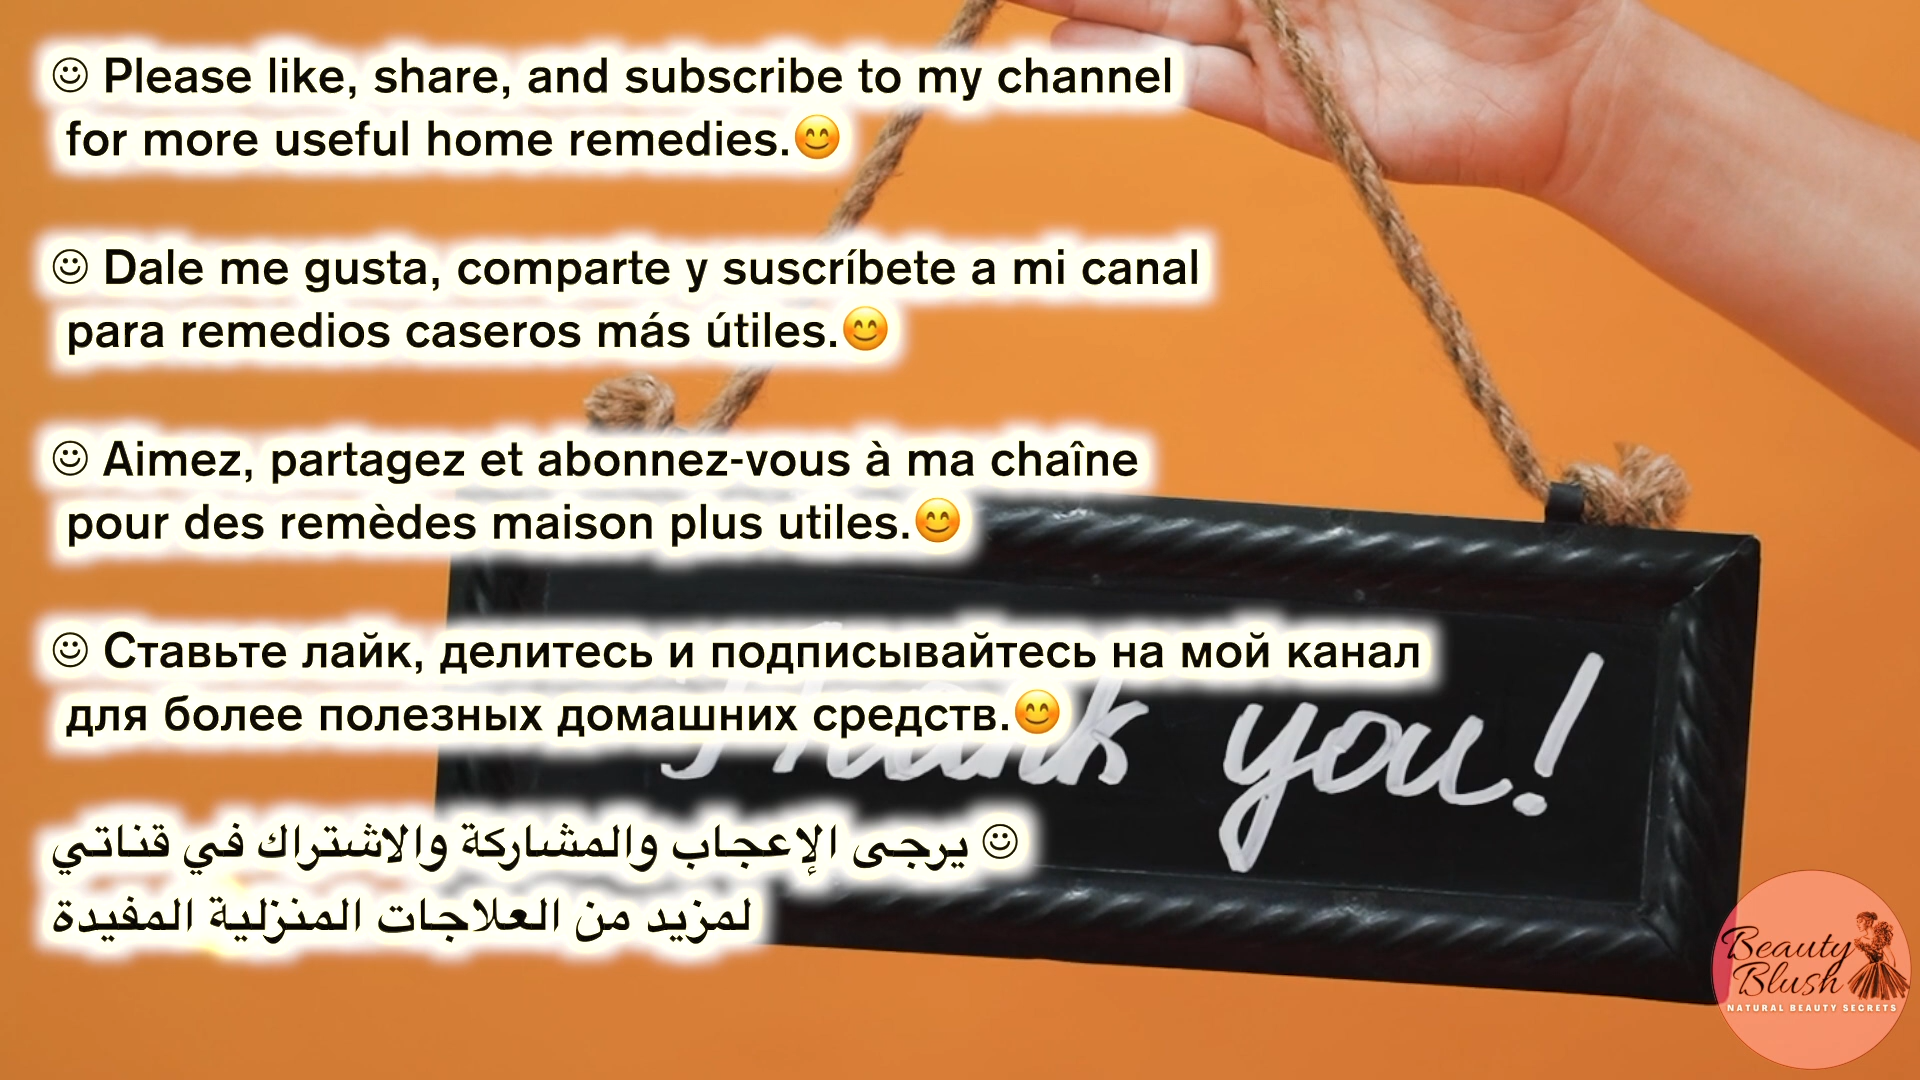 ☺ Please like, share, and subscribe to my channel
for more useful home remedies.😊
☺ Dale me gusta, comparte y suscríbete a mi canal
para remedios caseros más útiles.😊
☺ Aimez, partagez et abonnez-vous à ma chaîne
pour des remèdes maison plus utiles.😊
☺ Ставьте лайк, делитесь и подписывайтесь на мой канал
для более полезных домашних средств.😊
☺ يرجى الإعجاب والمشاركة والاشتراك في قناتي
لمزيد من العلاجات المنزلية المفيدة
Thank you!
Beauty
Blush
NATURAL BEAUTY SECRETS